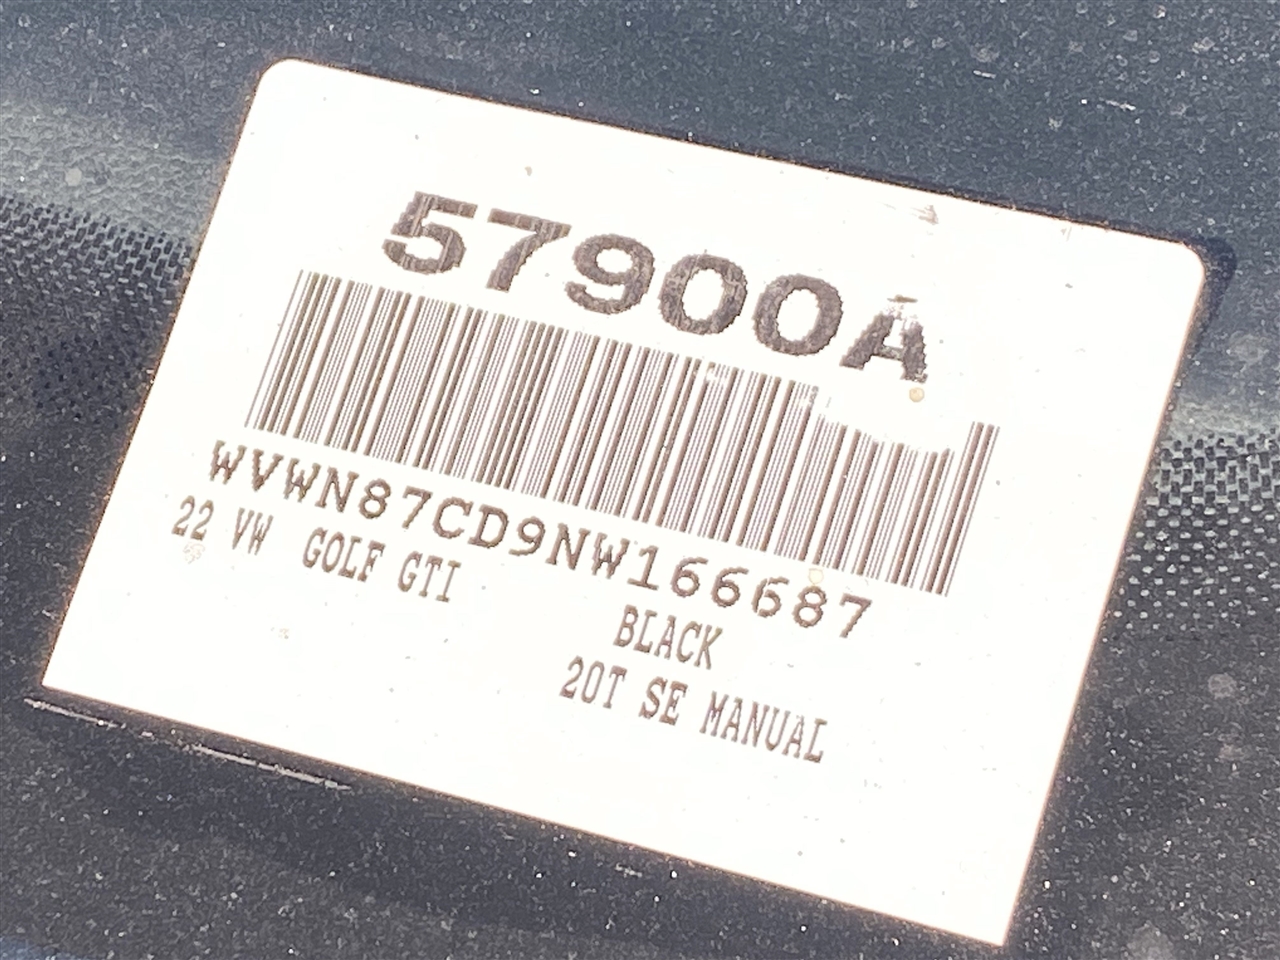 57900A
WVWN87CD9NW166687
22 VW GOLF GTI
BLACK
20T SE MANUAL